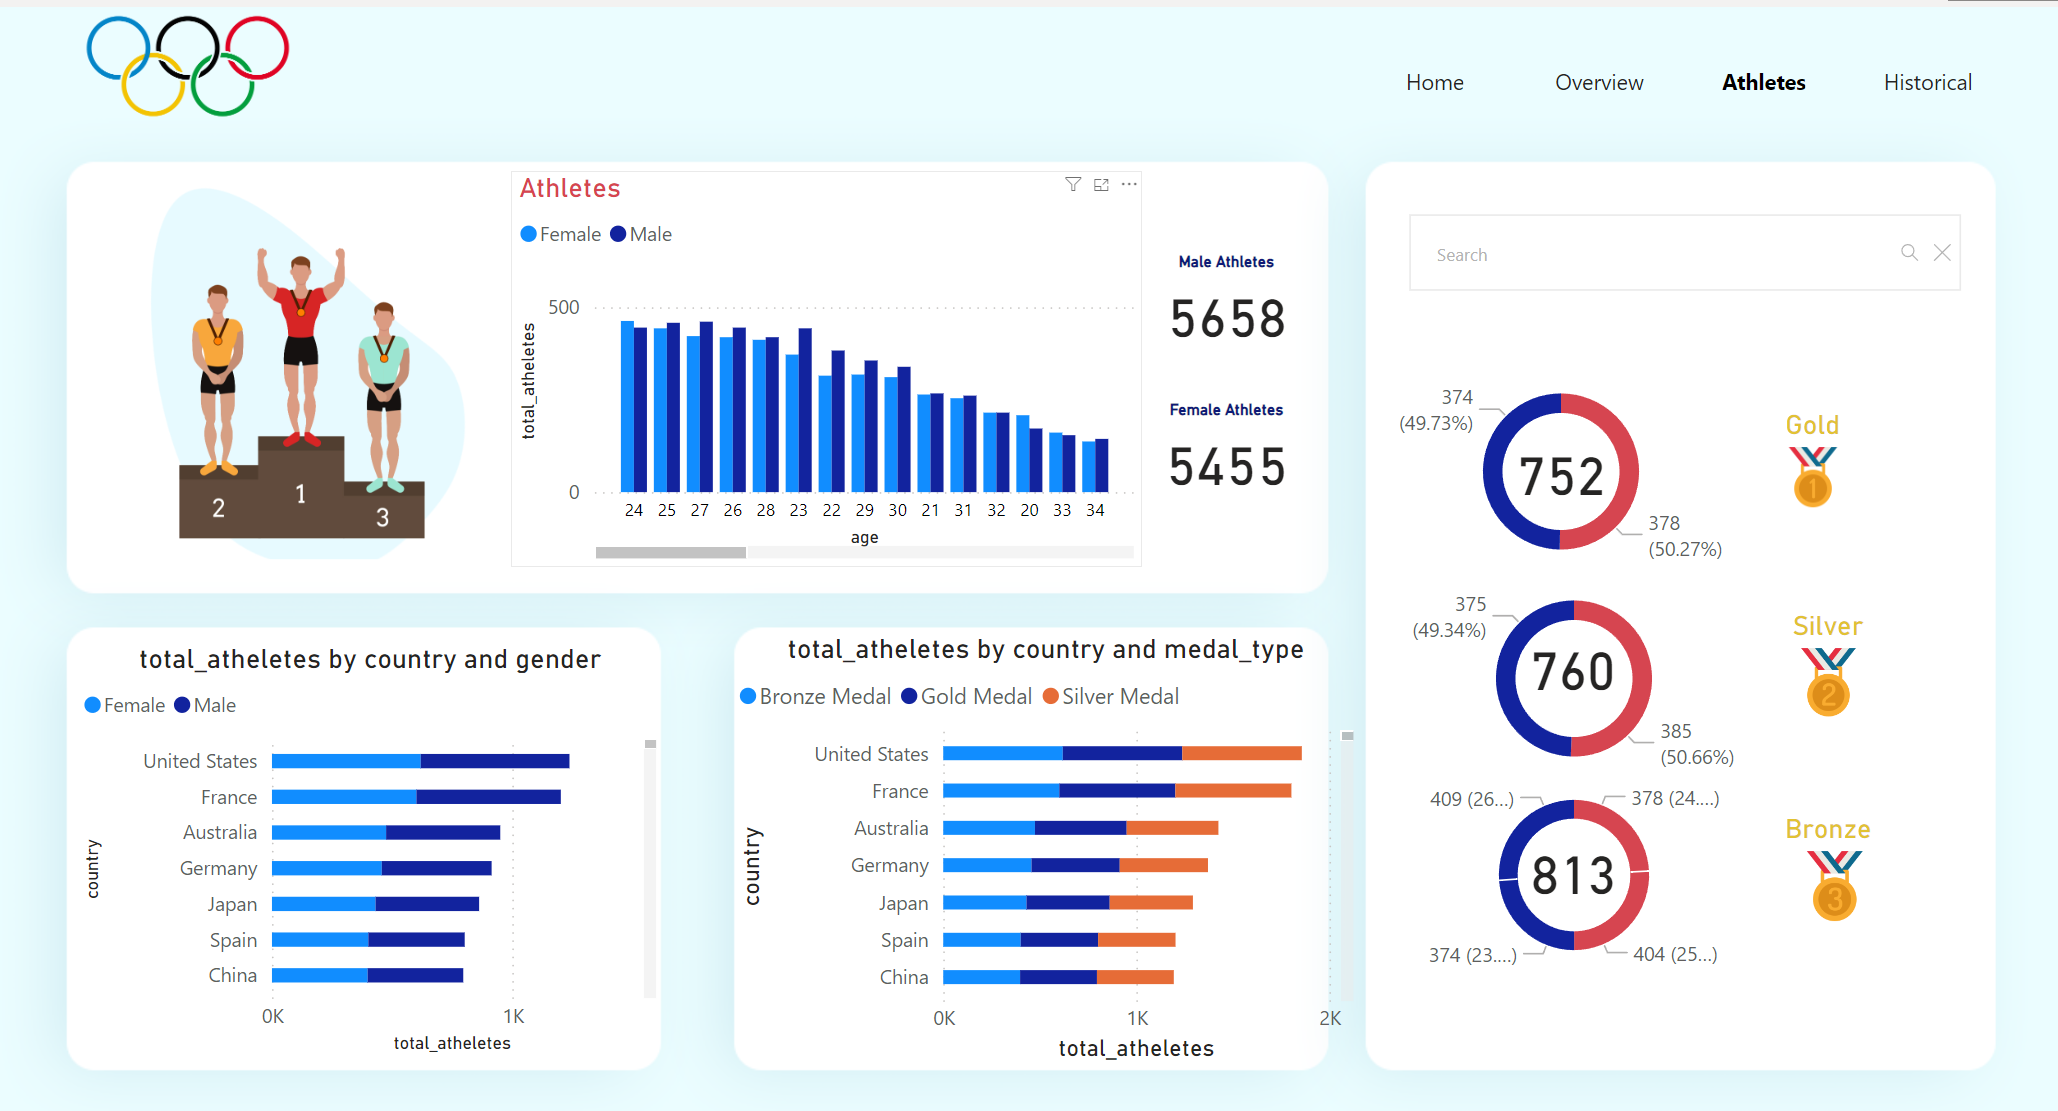 Home Overview Athletes Historical
2
1
3
Athletes
Female Male
total_atheletes
500
0
24 25 27 26 28 23 22 29 30 21 31 32 20 33 34
age
Male Athletes
5658
Female Athletes
5455
total_atheletes by country and gender
Female Male
country
United States
France
Australia
Germany
Japan
Spain
China
0K 1K
total_atheletes
total_atheletes by country and medal_type
Bronze Medal Gold Medal Silver Medal
country
United States
France
Australia
Germany
Japan
Spain
China
0K 1K 2K
total_atheletes
Search
374
(49.73%)
752
378
(50.27%)
Gold
1
375
(49.34%)
760
385
(50.66%)
Silver
2
409 (26...)
378 (24....)
813
374 (23....)
404 (25...)
Bronze
3